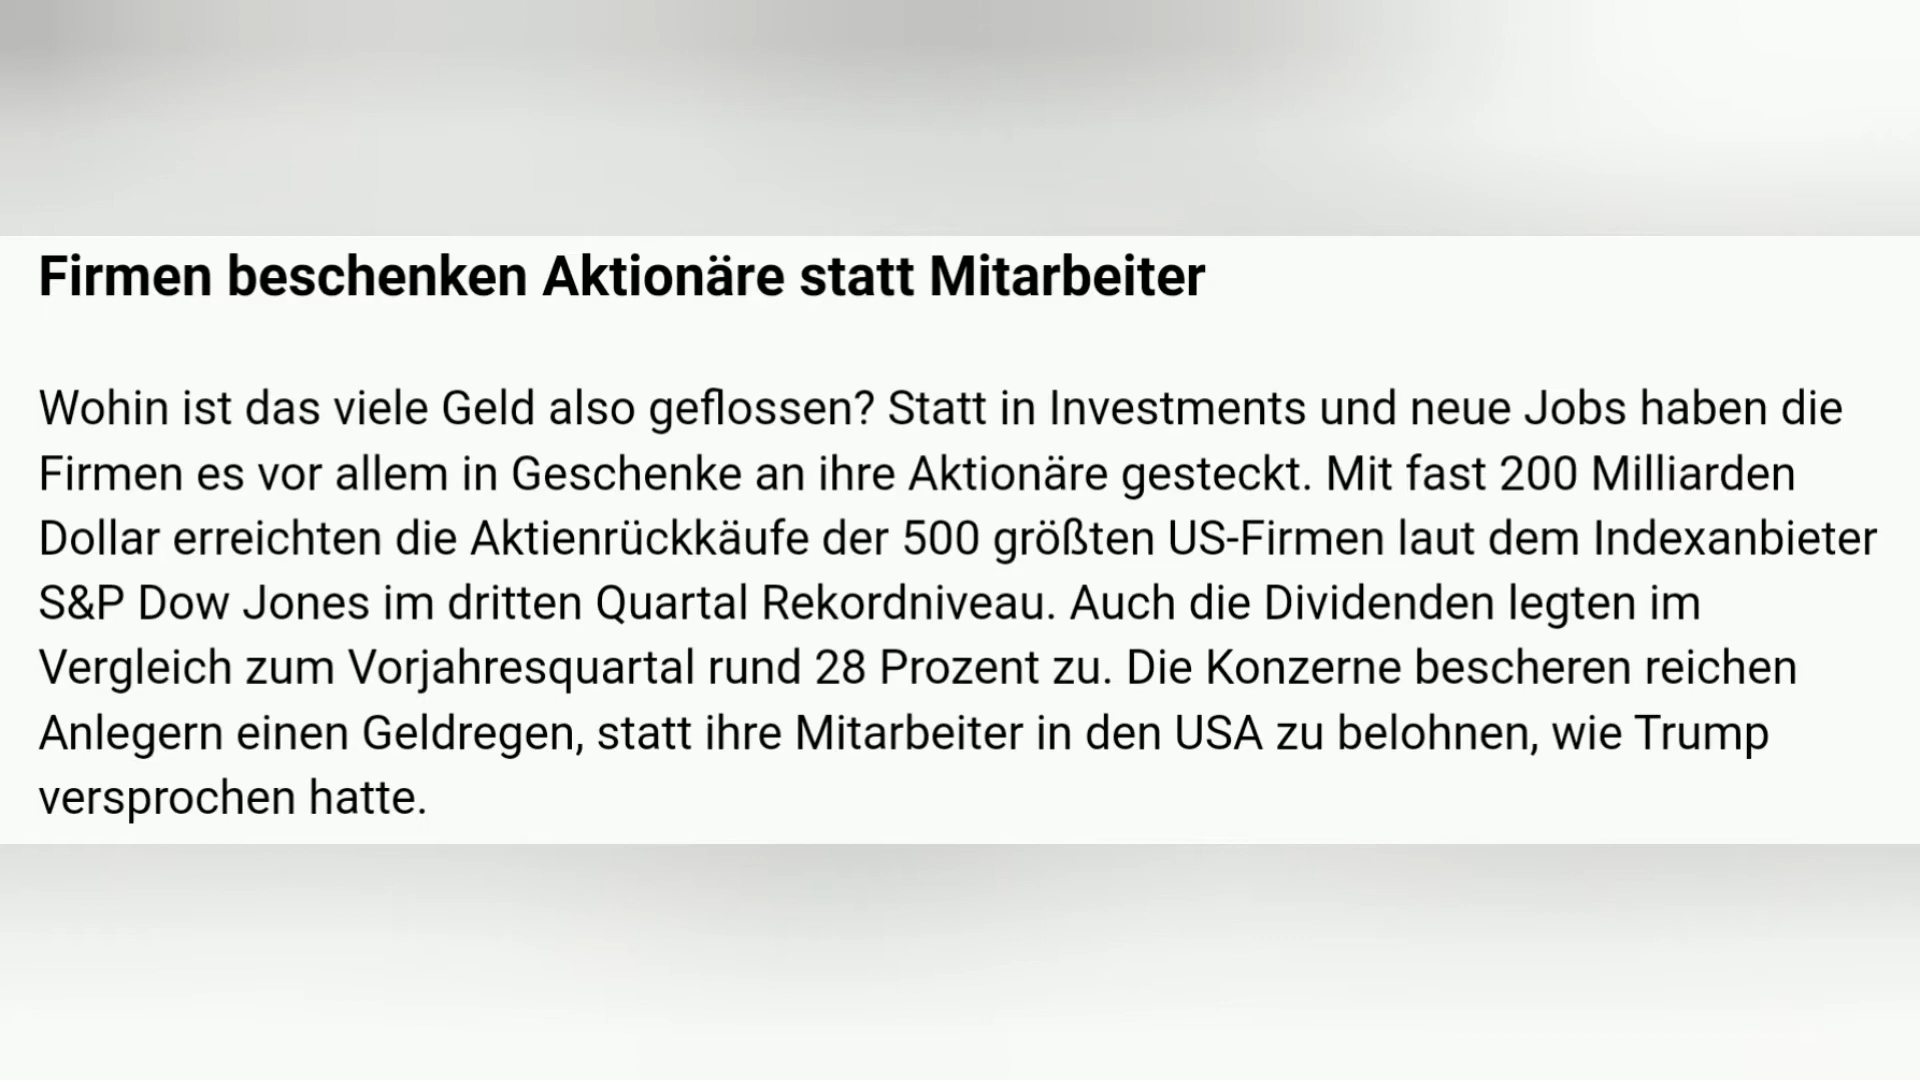 Firmen beschenken Aktionäre statt Mitarbeiter
Wohin ist das viele Geld also geflossen? Statt in Investments und neue Jobs haben die
Firmen es vor allem in Geschenke an ihre Aktionäre gesteckt. Mit fast 200 Milliarden
Dollar erreichten die Aktienrückkäufe der 500 größten US-Firmen laut dem Indexanbieter
S&P Dow Jones im dritten Quartal Rekordniveau. Auch die Dividenden legten im
Vergleich zum Vorjahresquartal rund 28 Prozent zu. Die Konzerne bescheren reichen
Anlegern einen Geldregen, statt ihre Mitarbeiter in den USA zu belohnen, wie Trump
versprochen hatte.